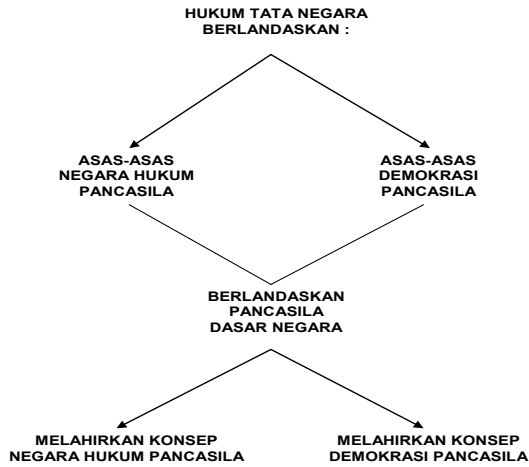 HUKUM TATA NEGARA
BERLANDASKAN :
ASAS-ASAS
NEGARA HUKUM
PANCASILA
ASAS-ASAS
DEMOKRASI
PANCASILA
BERLANDASKAN
PANCASILA
DASAR NEGARA
MELAHIRKAN KONSEP
NEGARA HUKUM PANCASILA
MELAHIRKAN KONSEP
DEMOKRASI PANCASILA